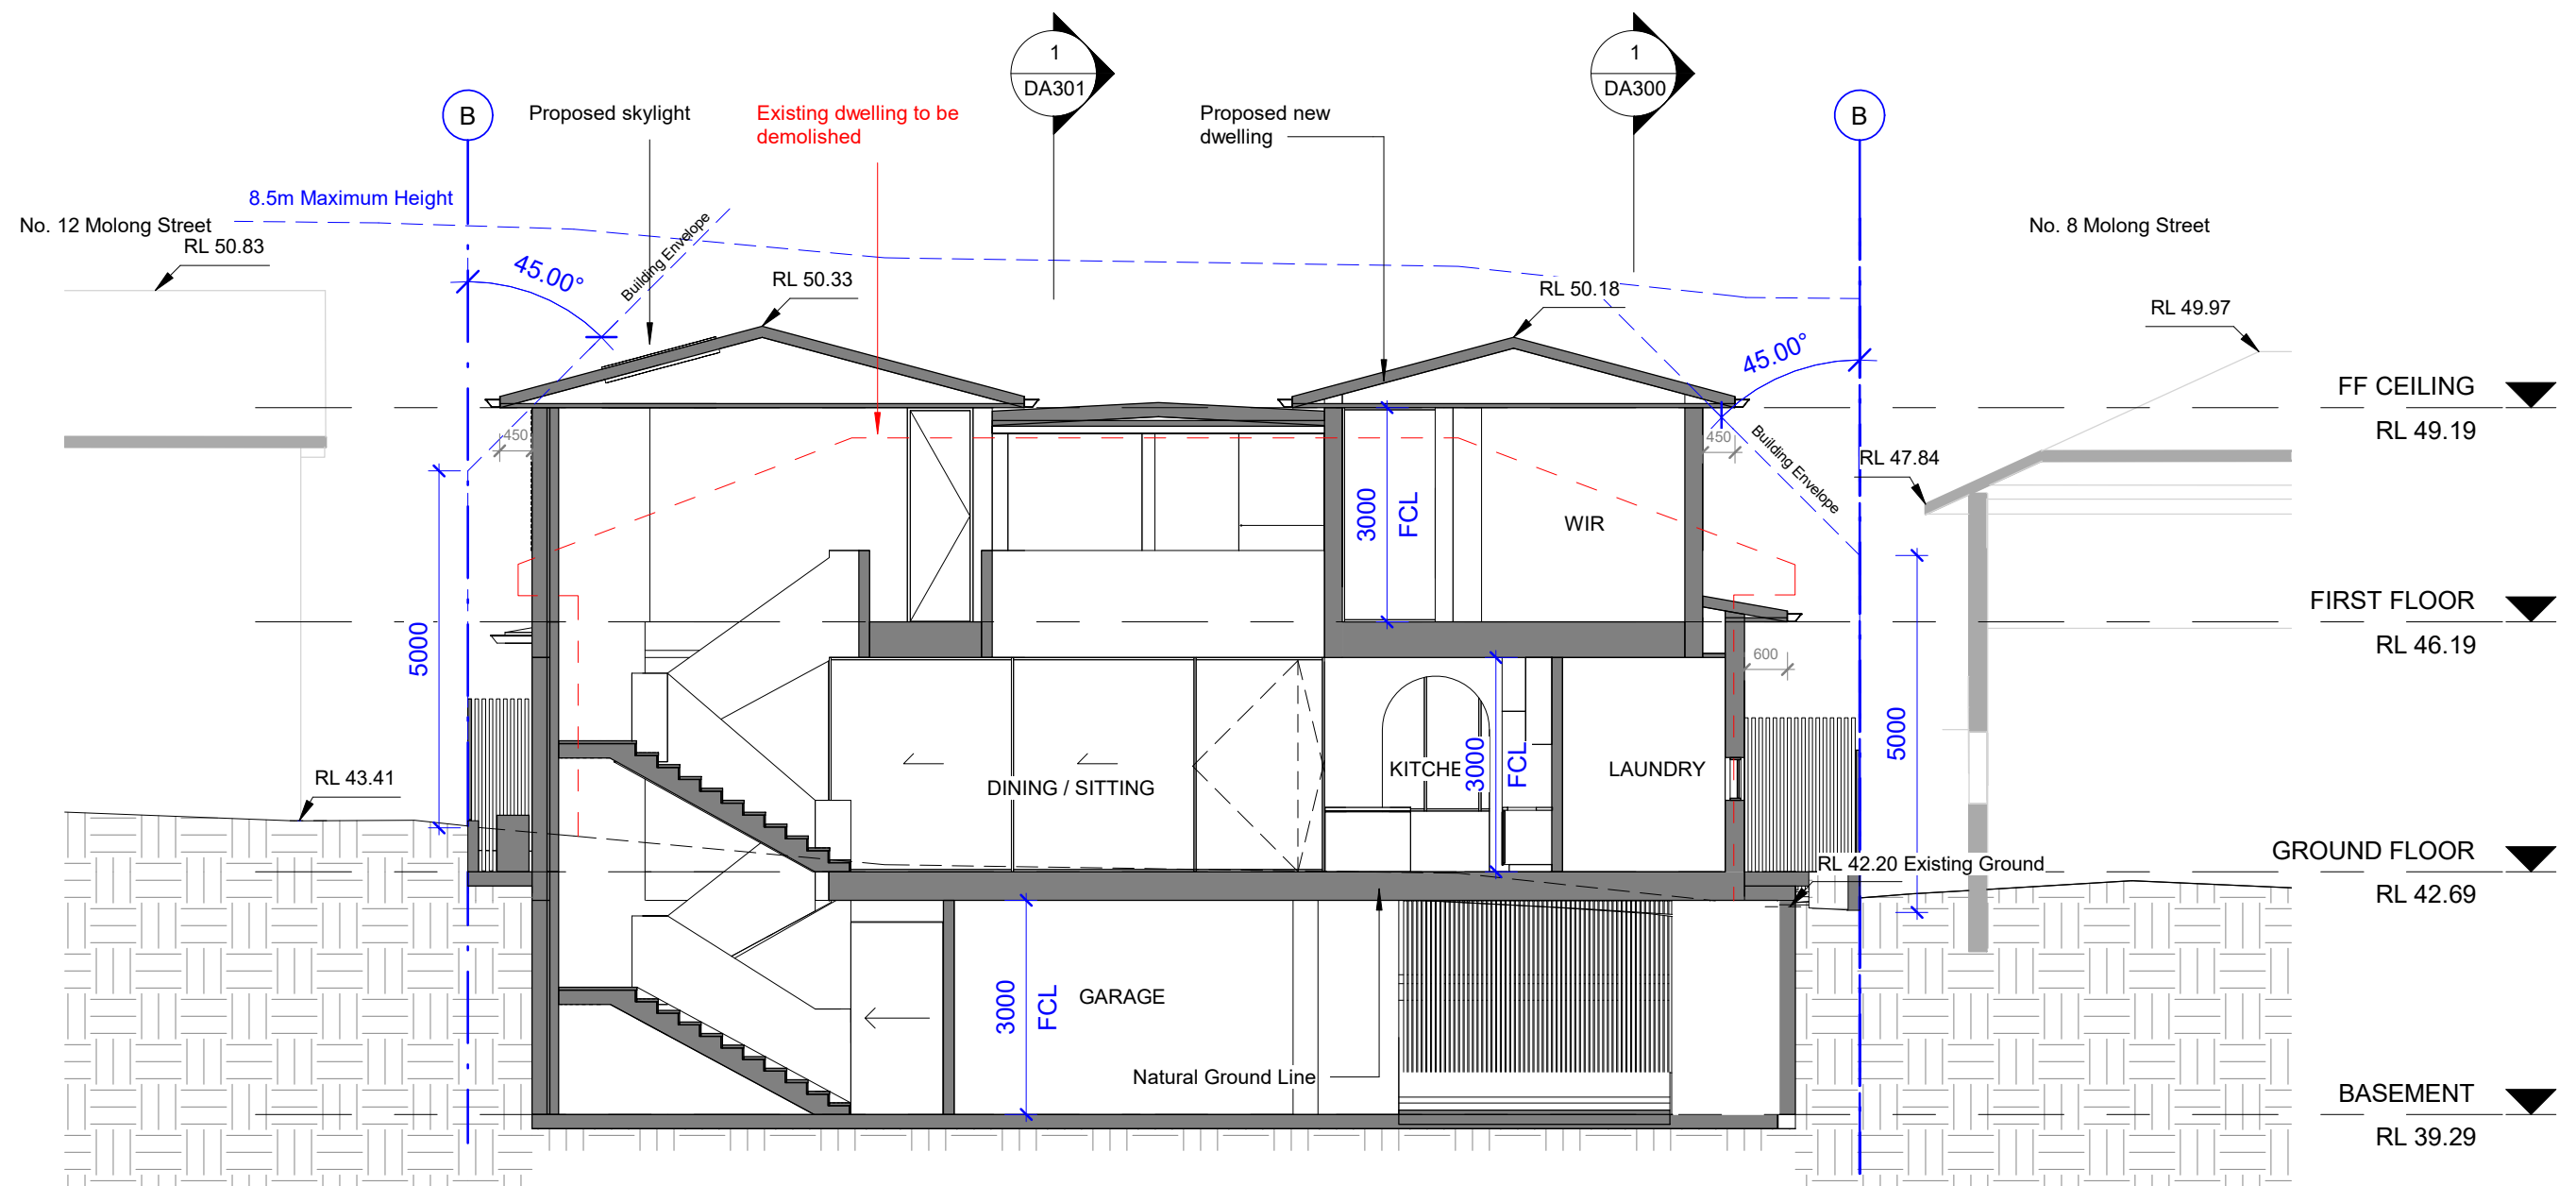 1
DA301
1
DA300
B
Proposed skylight
Existing dwelling to be
demolished
Proposed new
dwelling
B
8.5m Maximum Height
No. 12 Molong Street
RL 50.83
No. 8 Molong Street
45.00°
Building Envelope
RL 50.33
RL 50.18
RL 49.97
45.00°
FF CEILING
RL 49.19
450
450
Building Envelope
RL 47.84
3000
FCL
WIR
FIRST FLOOR
RL 46.19
5000
600
5000
RL 43.41
DINING / SITTING
KITCHE
3000
FCL
LAUNDRY
GROUND FLOOR
RL 42.69
RL 42.20 Existing Ground
3000
FCL
GARAGE
Natural Ground Line
BASEMENT
RL 39.29